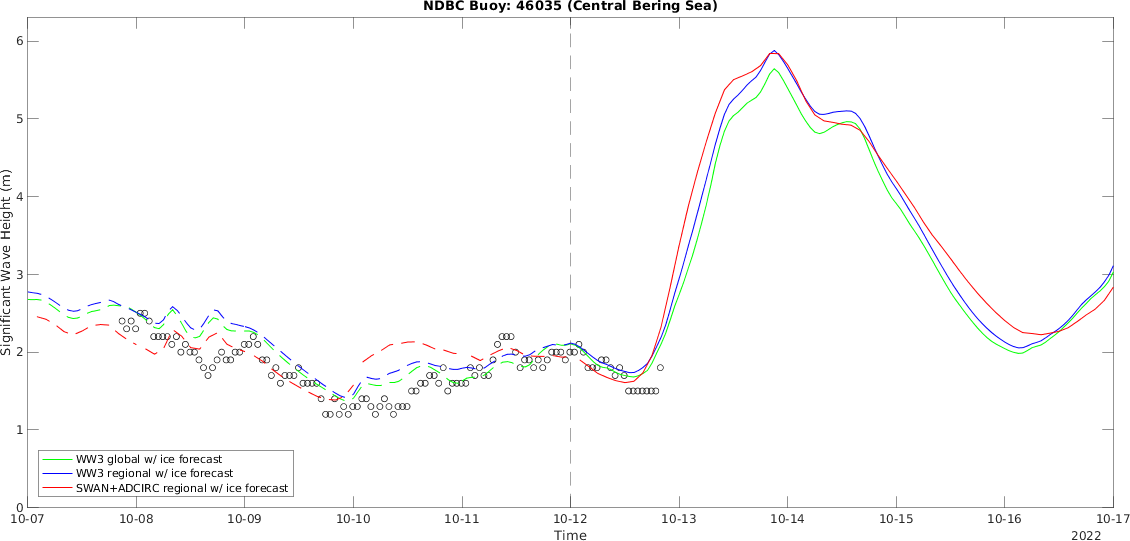 NDBC Buoy: 46035 (Central Bering Sea)
Significant Wave Height (m)
6
5
4
3
2
1
0
WW3 global w/ ice forecast
WW3 regional w/ ice forecast
SWAN+ADCIRC regional w/ ice forecast
10-07 10-08 10-09 10-10 10-11 10-12 10-13 10-14 10-15 10-16 10-17
Time
2022